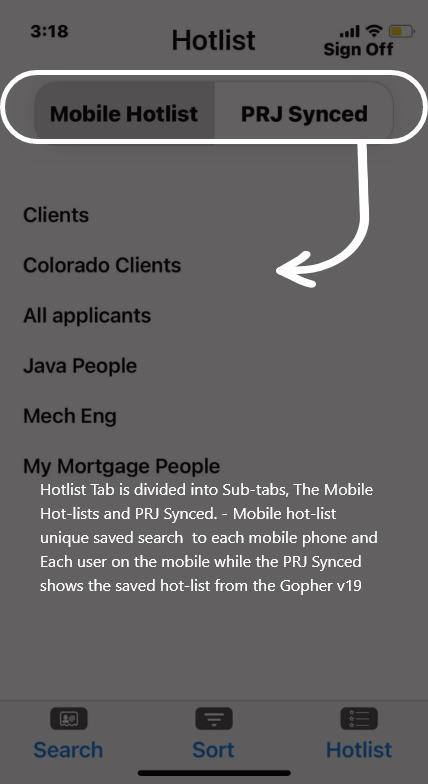 3:18
Hotlist
Sign Off
Mobile Hotlist
PRJ Synced
Clients
Colorado Clients
All applicants
Java People
Mech Eng
My Mortgage People
Hotlist Tab is divided into Sub-tabs, The Mobile
Hot-lists and PRJ Synced. - Mobile hot-list
unique saved search  to each mobile phone and
Each user on the mobile while the PRJ Synced
shows the saved hot-list from the Gopher v19
Search
Sort
Hotlist